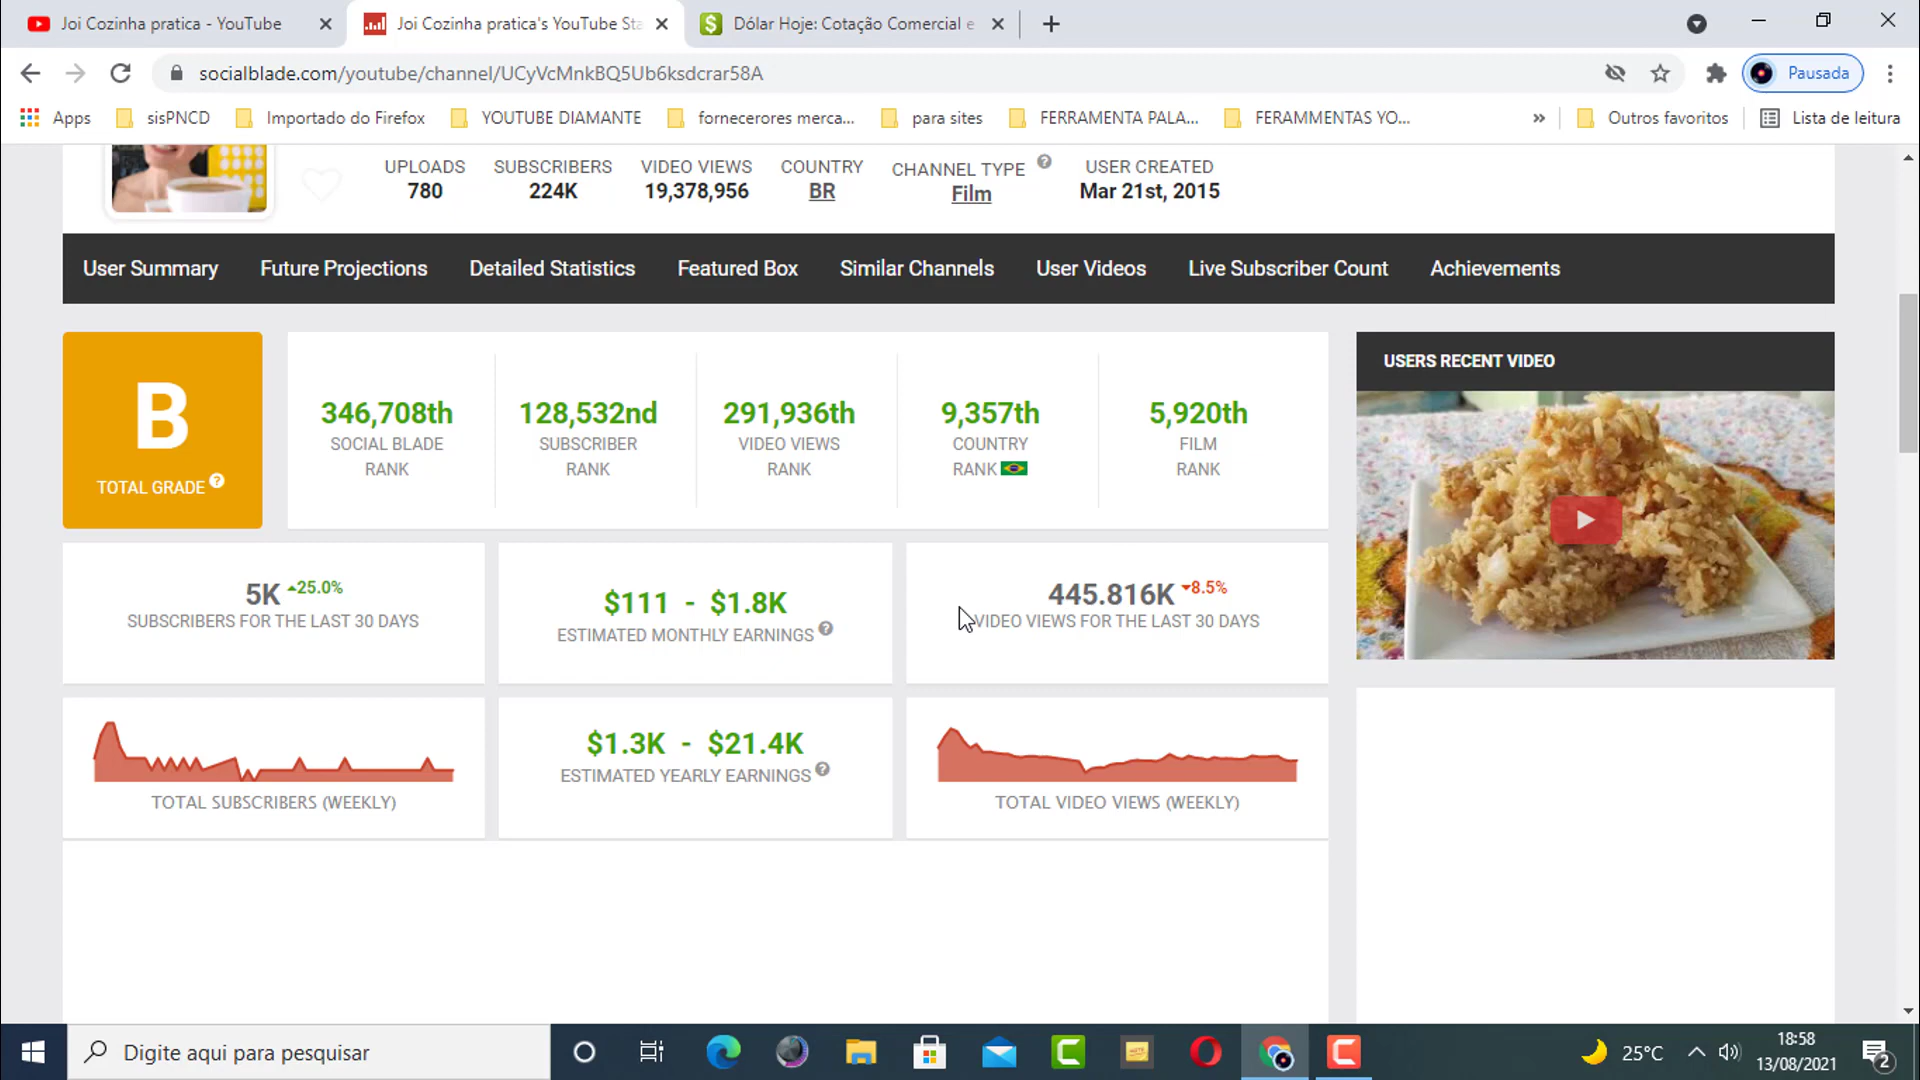 Joi Cozinha pratica - YouTube
Joi Cozinha pratica's YouTube Sta
Dólar Hoje: Cotação Comercial e
socialblade.com/youtube/channel/UCyVcMnkBQ5Ub6ksdcrar58A
Pausada
Apps
sisPNCD
Importado do Firefox
YOUTUBE DIAMANTE
fornecerores merca...
para sites
FERRAMENTA PALA...
FERAMMENTAS YO...
»
Outros favoritos
Lista de leitura
UPLOADS
780
SUBSCRIBERS
224K
VIDEO VIEWS
19,378,956
COUNTRY
BR
CHANNEL TYPE ?
Film
USER CREATED
Mar 21st, 2015
User Summary
Future Projections
Detailed Statistics
Featured Box
Similar Channels
User Videos
Live Subscriber Count
Achievements
B
TOTAL GRADE ?
346,708th
SOCIAL BLADE
RANK
128,532nd
SUBSCRIBER
RANK
291,936th
VIDEO VIEWS
RANK
9,357th
COUNTRY
RANK
5,920th
FILM
RANK
USERS RECENT VIDEO
5K 25.0%
SUBSCRIBERS FOR THE LAST 30 DAYS
$111 - $1.8K
ESTIMATED MONTHLY EARNINGS ?
445.816K 8.5%
VIDEO VIEWS FOR THE LAST 30 DAYS
TOTAL SUBSCRIBERS (WEEKLY)
$1.3K - $21.4K
ESTIMATED YEARLY EARNINGS ?
TOTAL VIDEO VIEWS (WEEKLY)
Digite aqui para pesquisar
25°C
18:58
13/08/2021
2